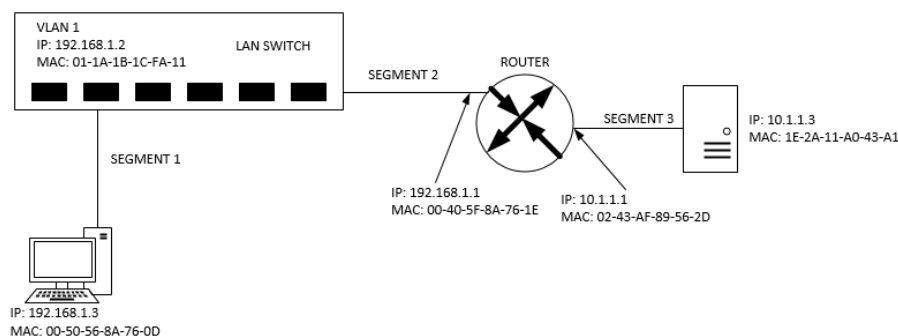 VLAN 1
IP: 192.168.1.2
LAN SWITCH
MAC: 01-1A-1B-1C-FA-11
SEGMENT 2
ROUTER
SEGMENT 3
IP: 10.1.1.3
MAC: 1E-2A-11-A0-43-A1
SEGMENT 1
IP: 192.168.1.1
MAC: 00-40-5F-8A-76-1E
IP: 10.1.1.1
MAC: 02-43-AF-89-56-2D
IP: 192.168.1.3
MAC: 00-50-56-8A-76-0D